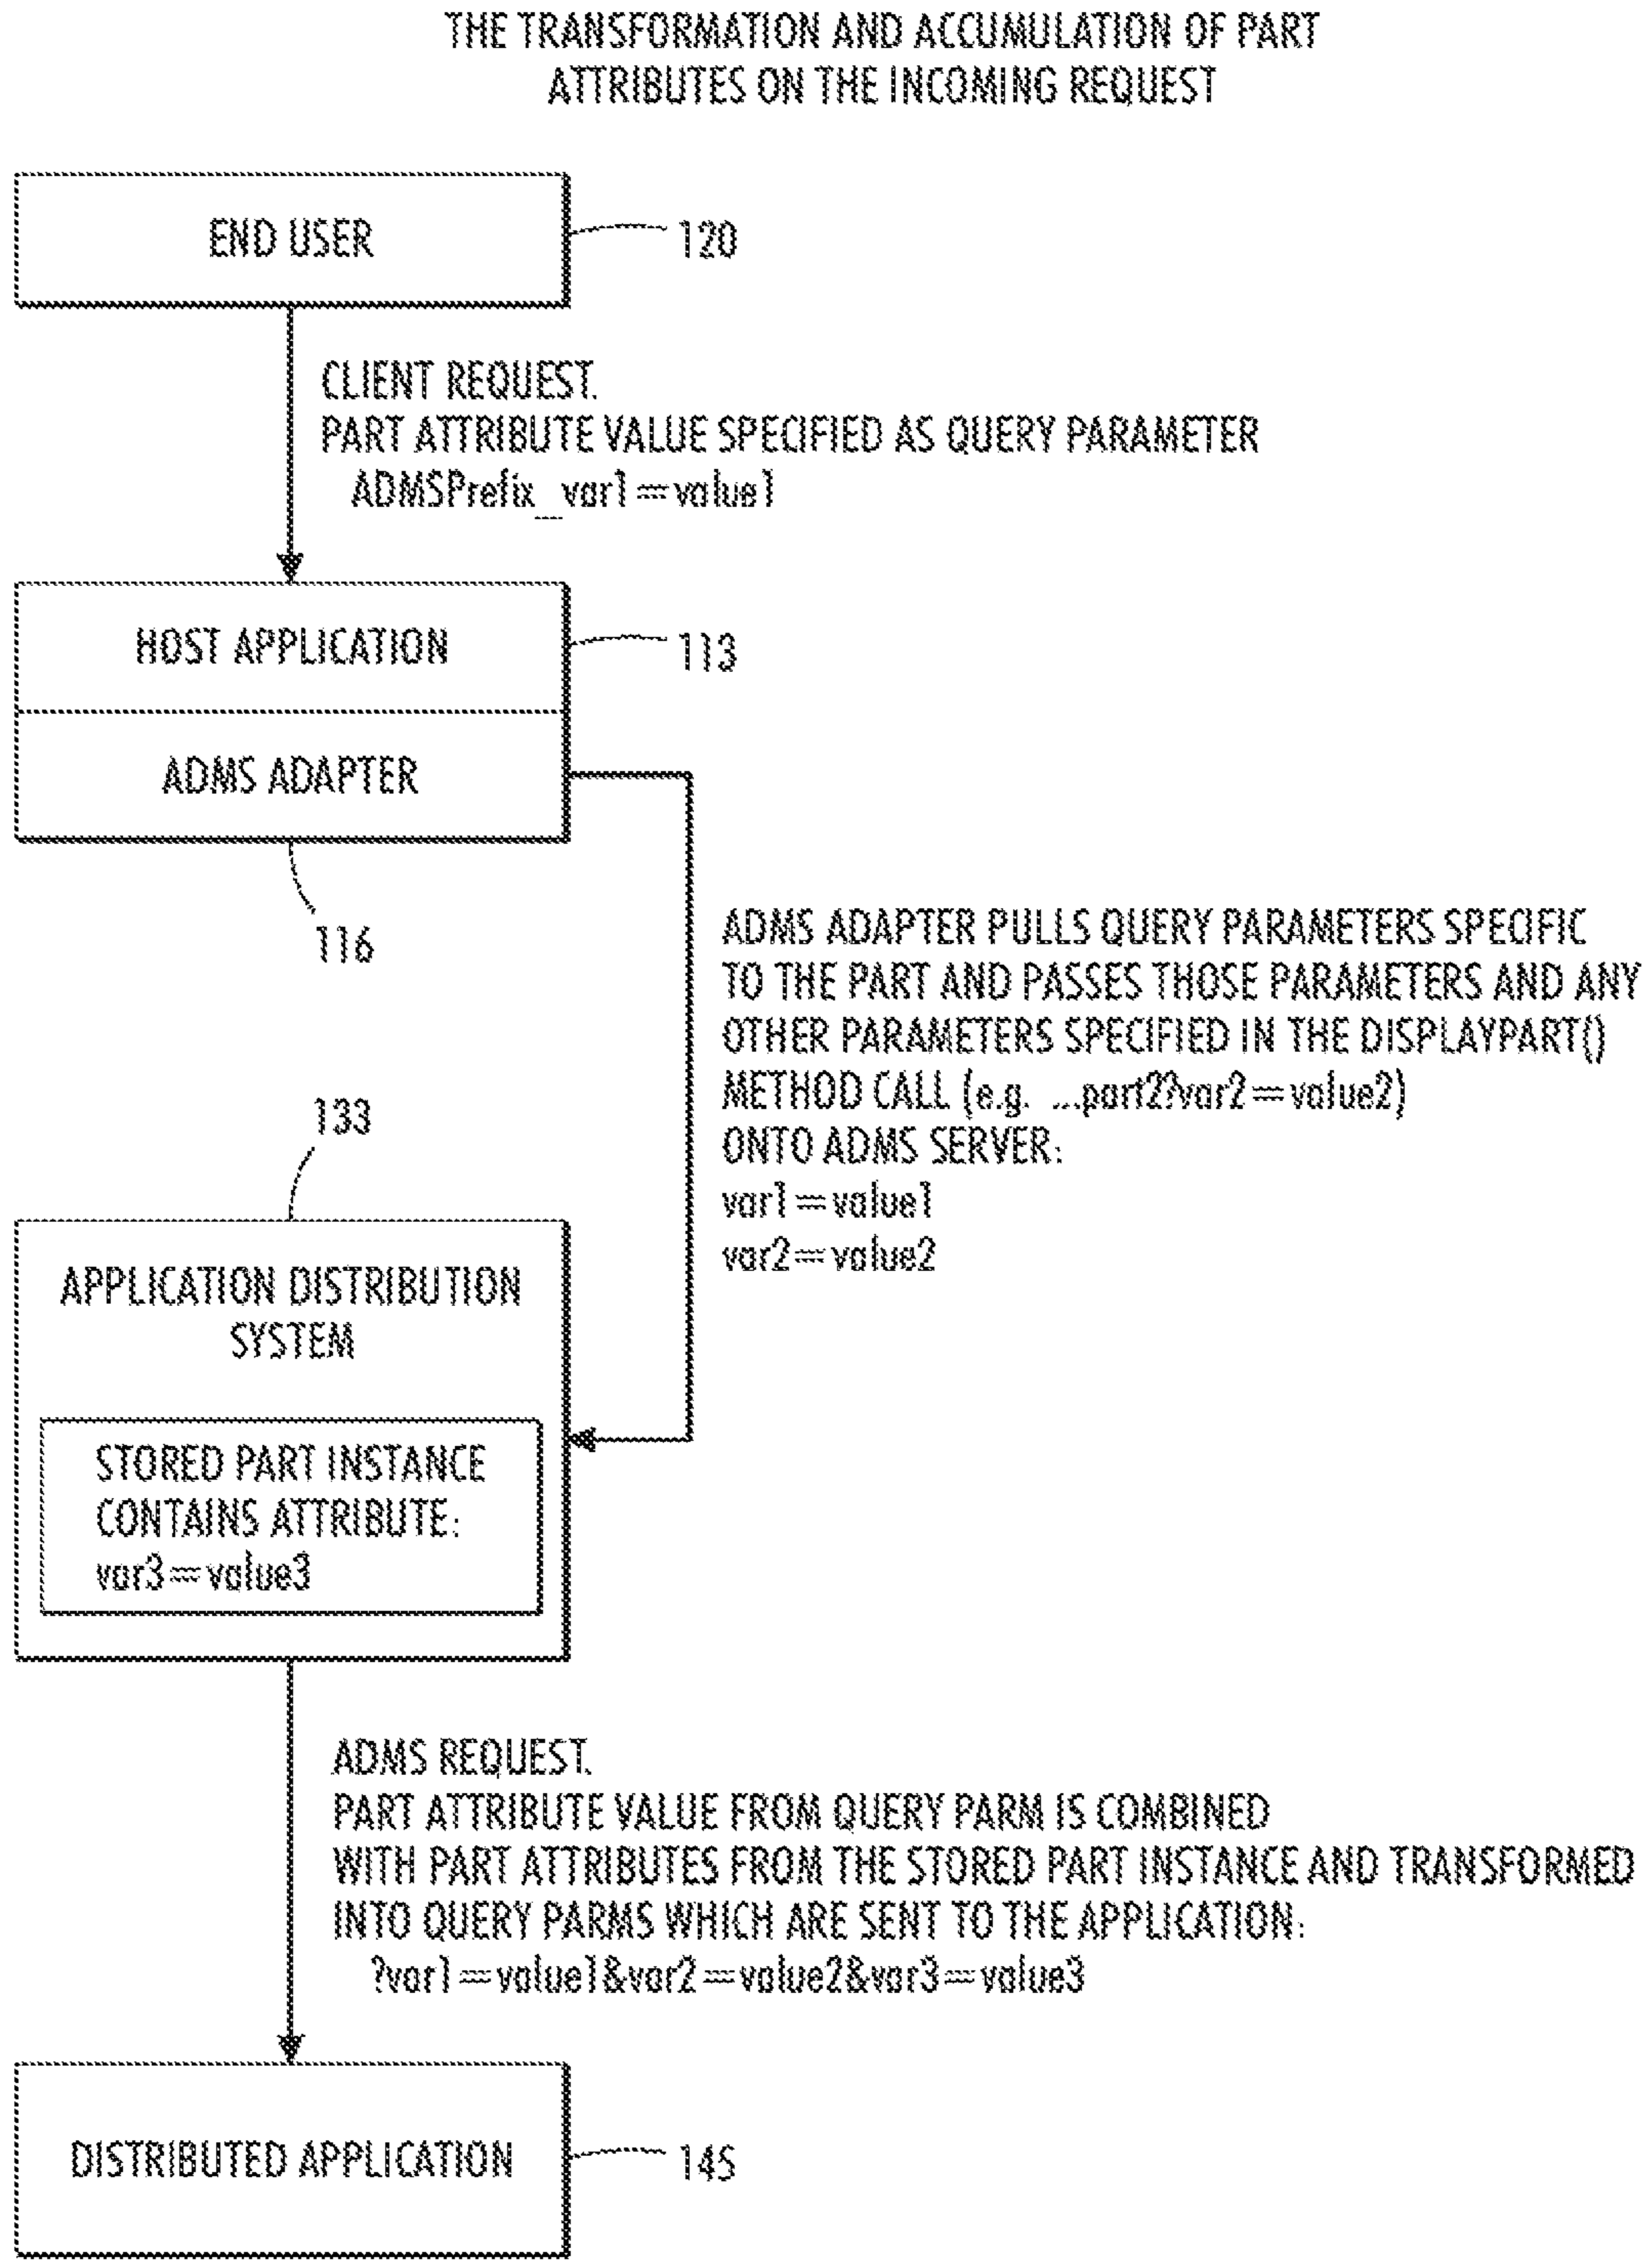 THE TRANSFORMATION AND ACCUMULATION OF PART
ATTRIBUTES ON THE INCOMING REQUEST
END USER
120
CLIENT REQUEST.
PART ATTRIBUTE VALUE SPECIFIED AS QUERY PARAMETER
ADMSPrefix_var1=value1
HOST APPLICATION
113
ADMS ADAPTER
116
ADMS ADAPTER PULLS QUERY PARAMETERS SPECIFIC
TO THE PART AND PASSES THOSE PARAMETERS AND ANY
OTHER PARAMETERS SPECIFIED IN THE DISPLAYPART()
METHOD CALL (e.g. ...part2?var2=value2)
ONTO ADMS SERVER:
var1=value1
var2=value2
133
APPLICATION DISTRIBUTION
SYSTEM
STORED PART INSTANCE
CONTAINS ATTRIBUTE:
var3=value3
ADMS REQUEST.
PART ATTRIBUTE VALUE FROM QUERY PARM IS COMBINED
WITH PART ATTRIBUTES FROM THE STORED PART INSTANCE AND TRANSFORMED
INTO QUERY PARMS WHICH ARE SENT TO THE APPLICATION:
?var1=value1&var2=value2&var3=value3
DISTRIBUTED APPLICATION
145